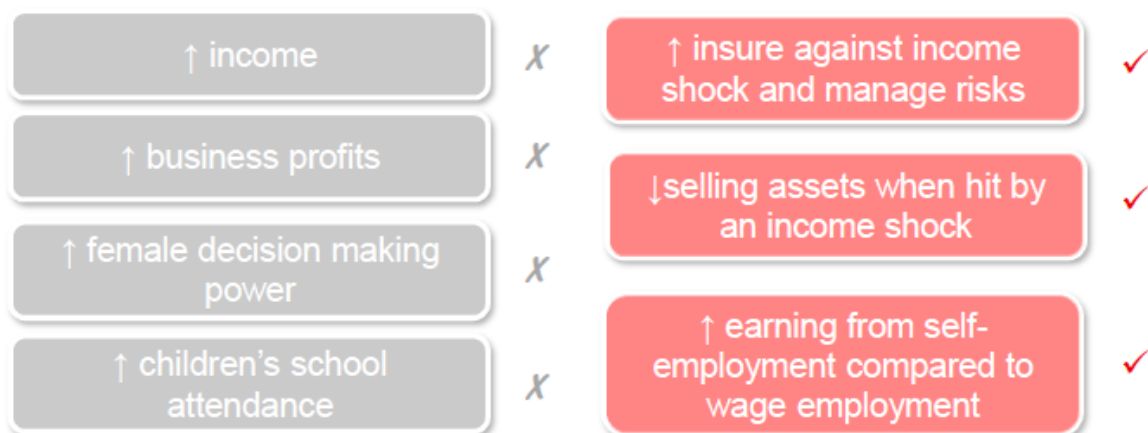 ↑ income
✗
↑ business profits
✗
↑ female decision making
power
✗
↑ children's school
attendance
✗
↑ insure against income
shock and manage risks
✓
↓selling assets when hit by
an income shock
✓
↑ earning from self-
employment compared to
wage employment
✓